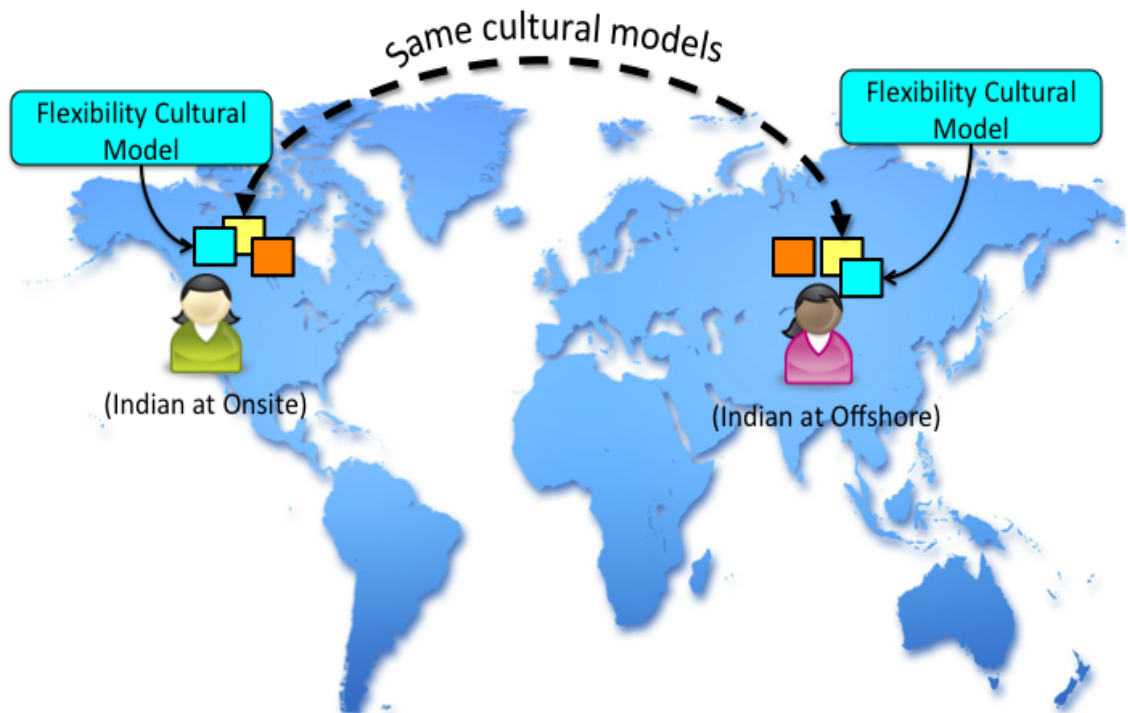 Same cultural models
Flexibility Cultural
Model
Flexibility Cultural
Model
(Indian at Onsite)
(Indian at Offshore)